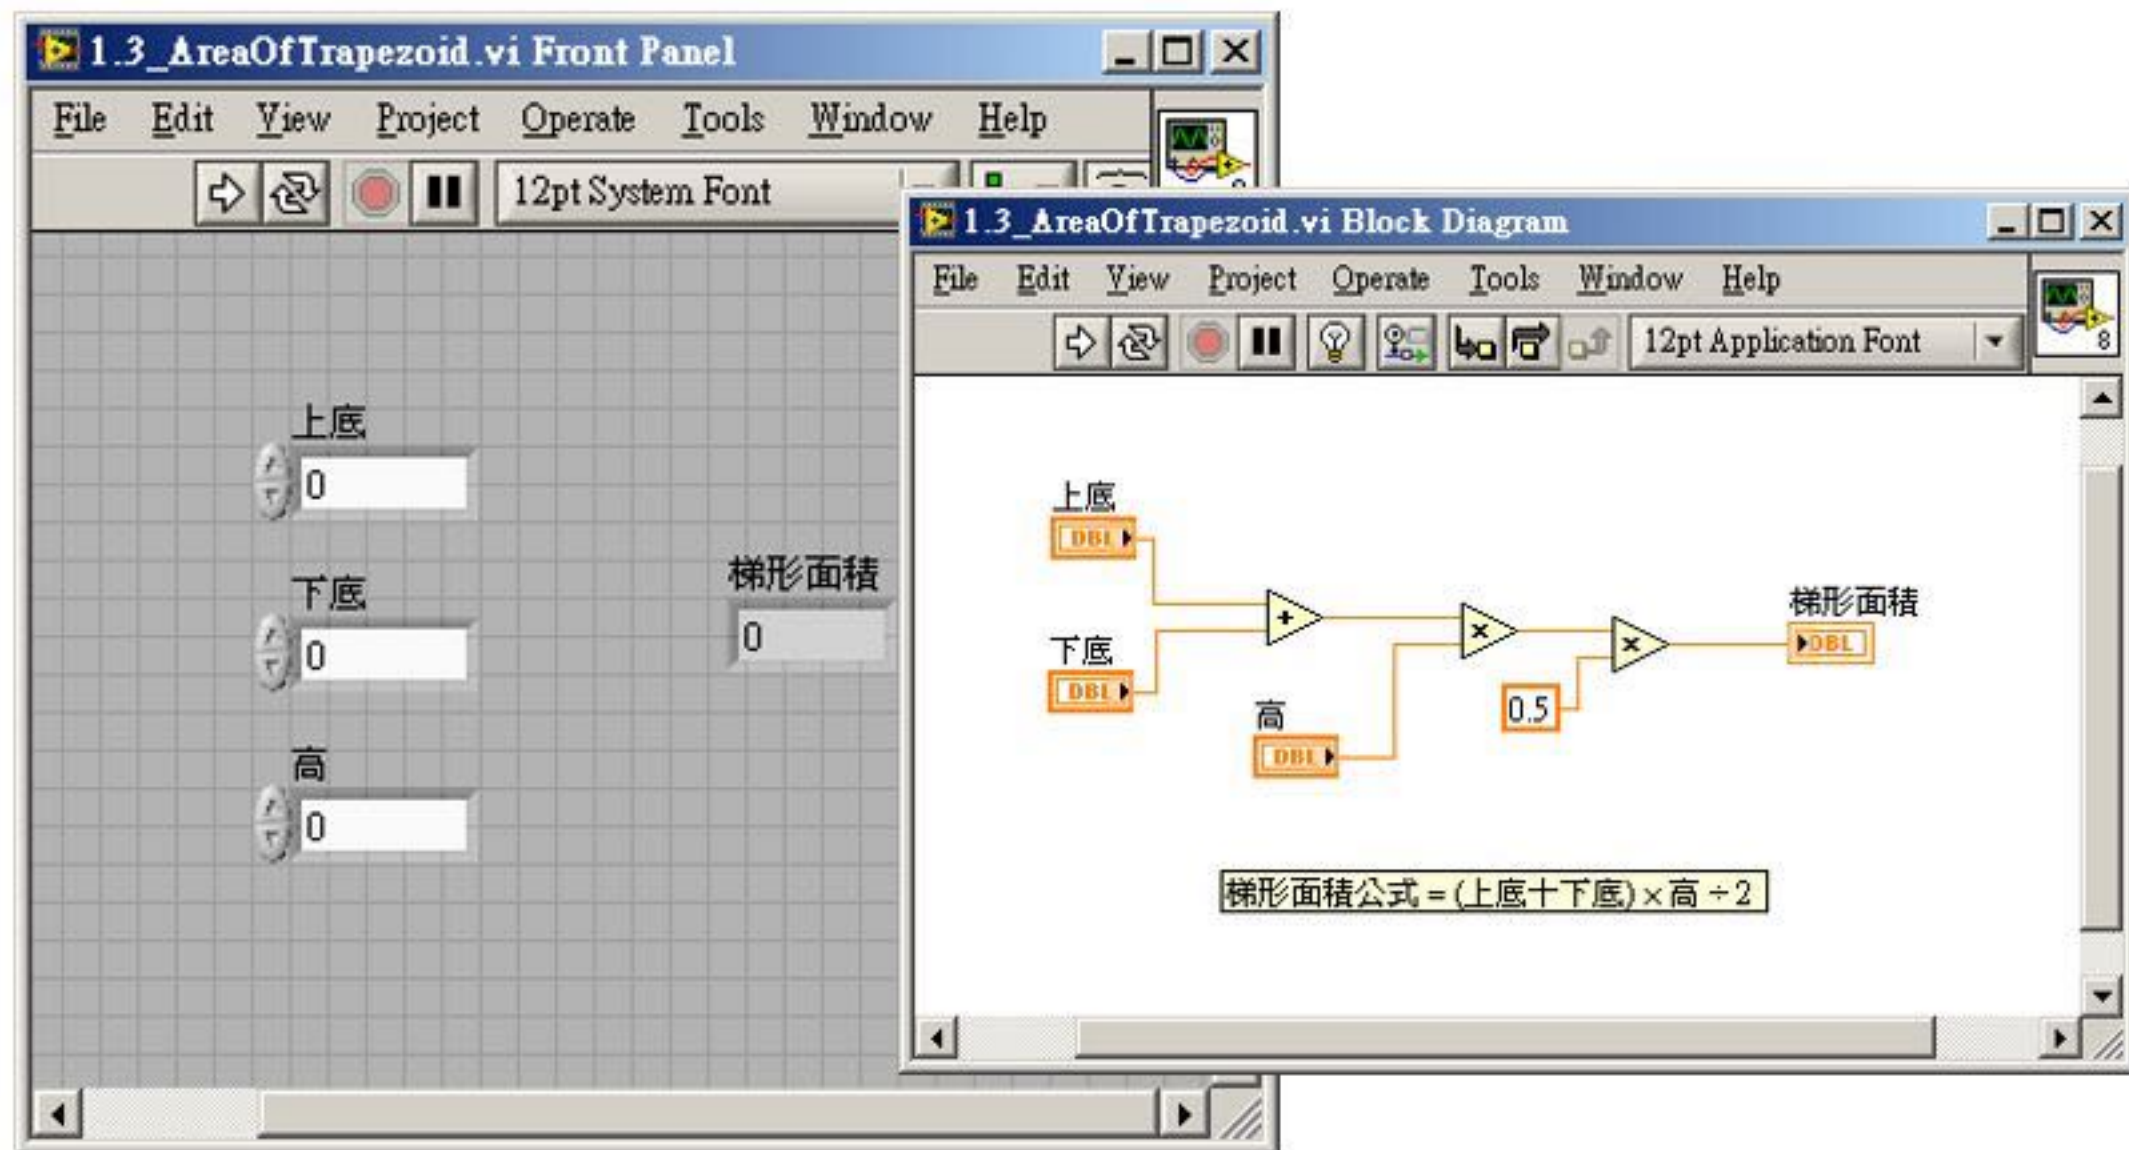 1.3_AreaOfTrapezoid.vi Front Panel
File Edit View Project Operate Tools Window Help
12pt System Font
上底
0
下底
0
高
0
梯形面積
0
1.3_AreaOfTrapezoid.vi Block Diagram
File Edit View Project Operate Tools Window Help
12pt Application Font
8
上底
DBL
下底
DBL
高
DBL
+
×
×
0.5
梯形面積
DBL
梯形面積公式=(上底十下底)×高÷2